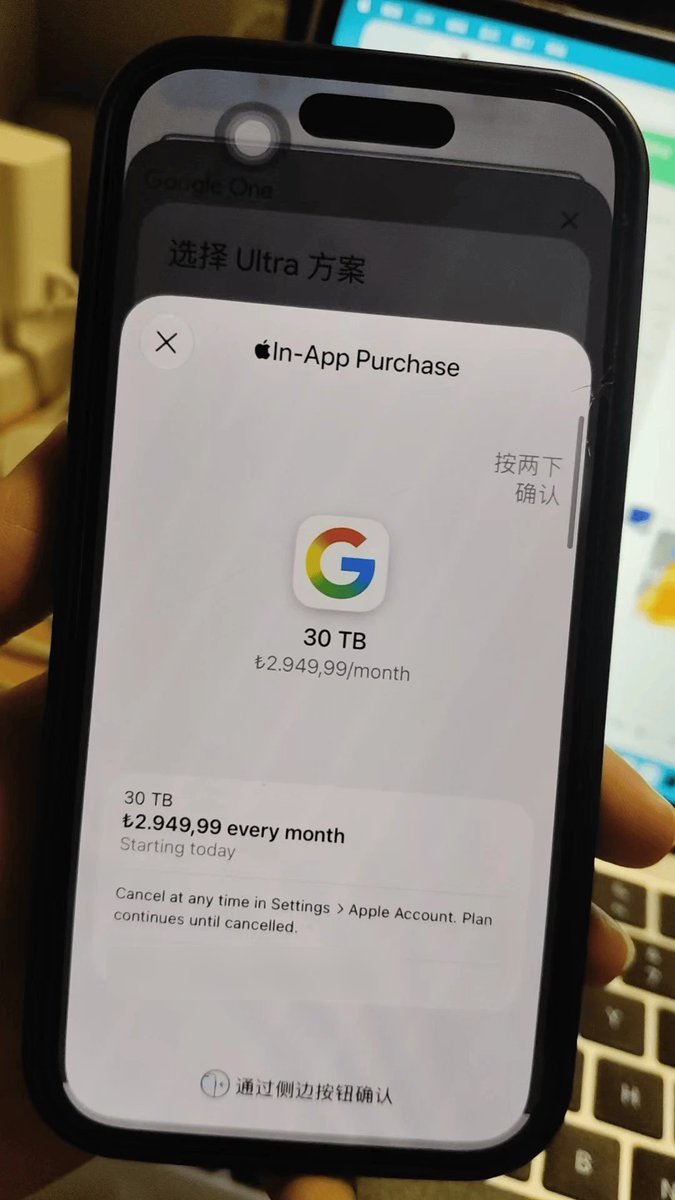 Google One
选择 Ultra 方案
In-App Purchase
按两下
确认
30 TB
₺2.949,99/month
30 TB
₺2.949,99 every month
Starting today
Cancel at any time in Settings > Apple Account. Plan
continues until cancelled.
通过侧边按钮确认
Y
H
B
N